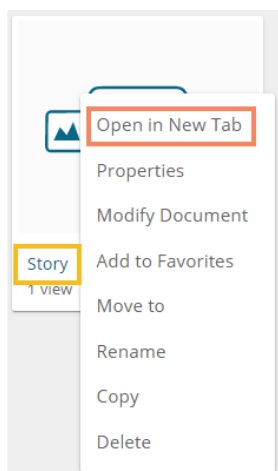 Open in New Tab
Properties
Modify Document
Story
Add to Favorites
1 view
Move to
Rename
Copy
Delete